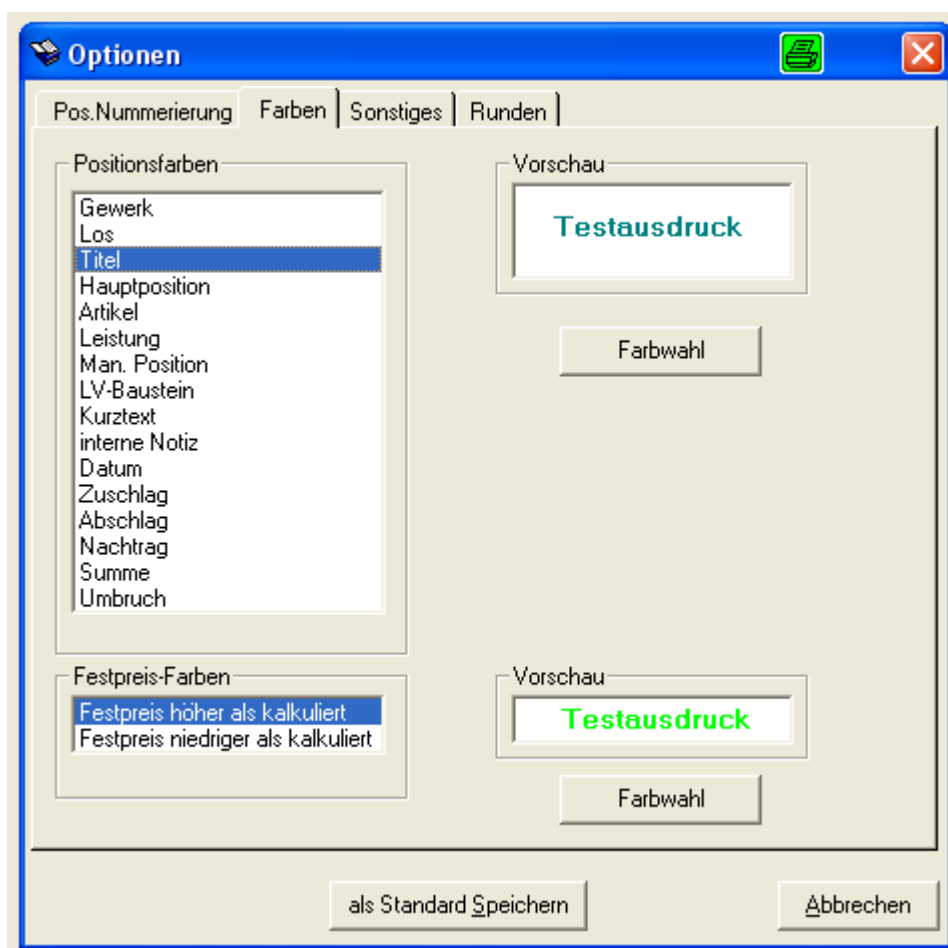 Optionen
Pos.Nummerierung
Farben
Sonstiges
Runden
Positionsfarben
Gewerk
Los
Titel
Hauptposition
Artikel
Leistung
Man. Position
LV-Baustein
Kurztext
interne Notiz
Datum
Zuschlag
Abschlag
Nachtrag
Summe
Umbruch
Vorschau
Testausdruck
Farbwahl
Festpreis-Farben
Festpreis höher als kalkuliert
Festpreis niedriger als kalkuliert
Vorschau
Testausdruck
Farbwahl
als Standard Speichern
Abbrechen